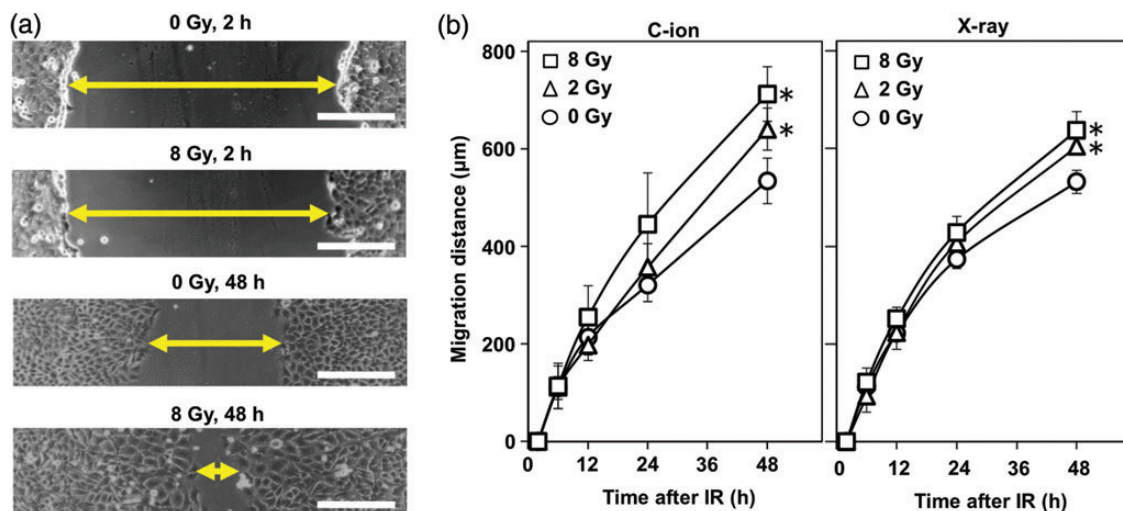 (a)
0 Gy, 2 h
8 Gy, 2 h
0 Gy, 48 h
8 Gy, 48 h
(b)
C-ion
X-ray
Migration distance (µm)
800
600
400
200
0
8 Gy
2 Gy
0 Gy
*
*
0 12 24 36 48
Time after IR (h)
8 Gy
2 Gy
0 Gy
*
*
0 12 24 36 48
Time after IR (h)